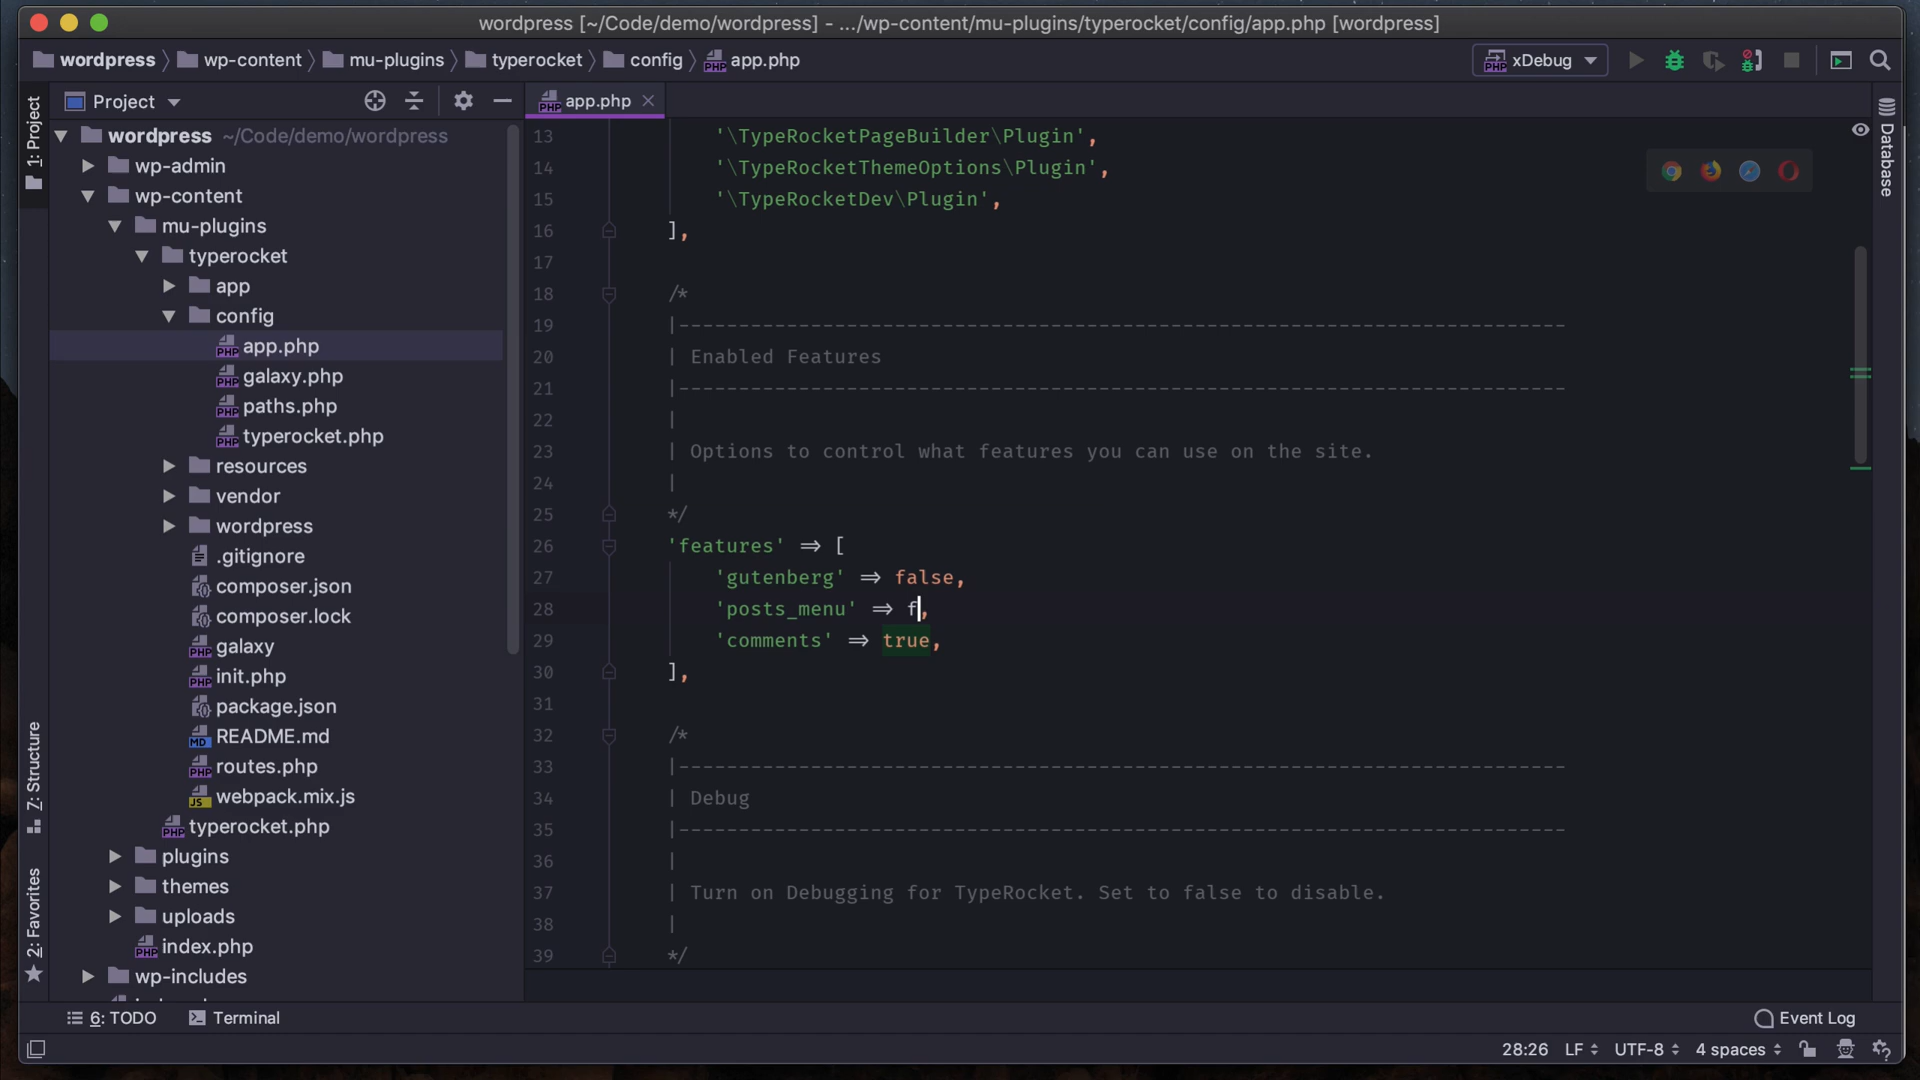 wordpress [~/Code/demo/wordpress] - .../wp-content/mu-plugins/typerocket/config/app.php [wordpress]
wordpress
wp-content
mu-plugins
typerocket
config
app.php
xDebug
1: Project
Project
app.php
Database
wordpress ~/Code/demo/wordpress
wp-admin
wp-content
mu-plugins
typerocket
app
config
app.php
galaxy.php
paths.php
typerocket.php
resources
vendor
wordpress
.gitignore
composer.json
composer.lock
galaxy
init.php
package.json
README.md
routes.php
webpack.mix.js
typerocket.php
plugins
themes
uploads
index.php
wp-includes
7: Structure
2: Favorites
13 '\TypeRocketPageBuilder\Plugin',
14 '\TypeRocketThemeOptions\Plugin',
15 '\TypeRocketDev\Plugin',
16 ],
17
18 /*
19 |--------------------------------------------------------------------------
20 | Enabled Features
21 |--------------------------------------------------------------------------
22 |
23 | Options to control what features you can use on the site.
24 |
25 */
26 'features' => [
27 'gutenberg' => false,
28 'posts_menu' => f,
29 'comments' => true,
30 ],
31
32 /*
33 |--------------------------------------------------------------------------
34 | Debug
35 |--------------------------------------------------------------------------
36 |
37 | Turn on Debugging for TypeRocket. Set to false to disable.
38 |
39 */
6: TODO
Terminal
Event Log
28:26 LF UTF-8 4 spaces